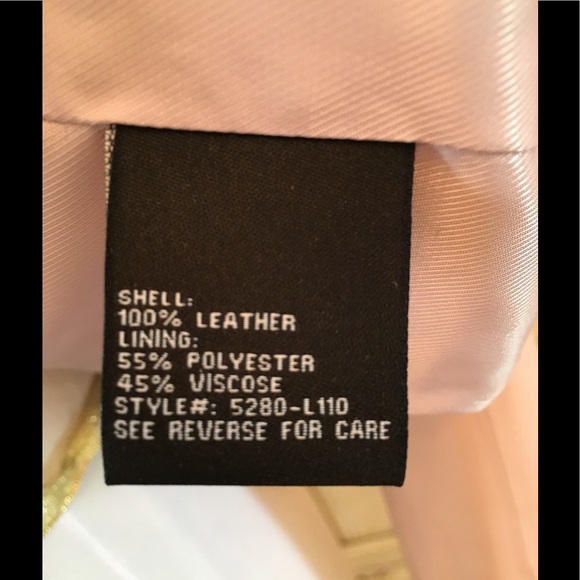 SHELL:
100% LEATHER
LINING:
55% POLYESTER
45% VISCOSE
STYLE#: 5280-L110
SEE REVERSE FOR CARE